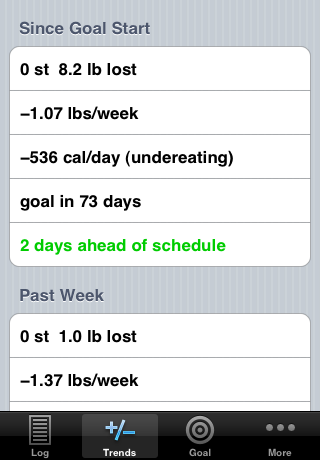 Since Goal Start
0 st 8.2 lb lost
−1.07 lbs/week
−536 cal/day (undereating)
goal in 73 days
2 days ahead of schedule
Past Week
0 st 1.0 lb lost
−1.37 lbs/week
+/−
Log Trends Goal More